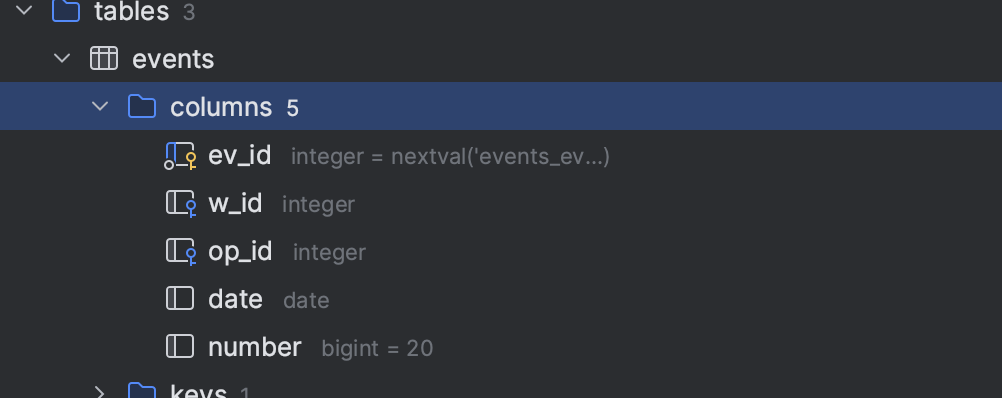 tables 3
events
columns 5
ev_id integer = nextval('events_ev...)
w_id integer
op_id integer
date date
number bigint = 20
keys 1